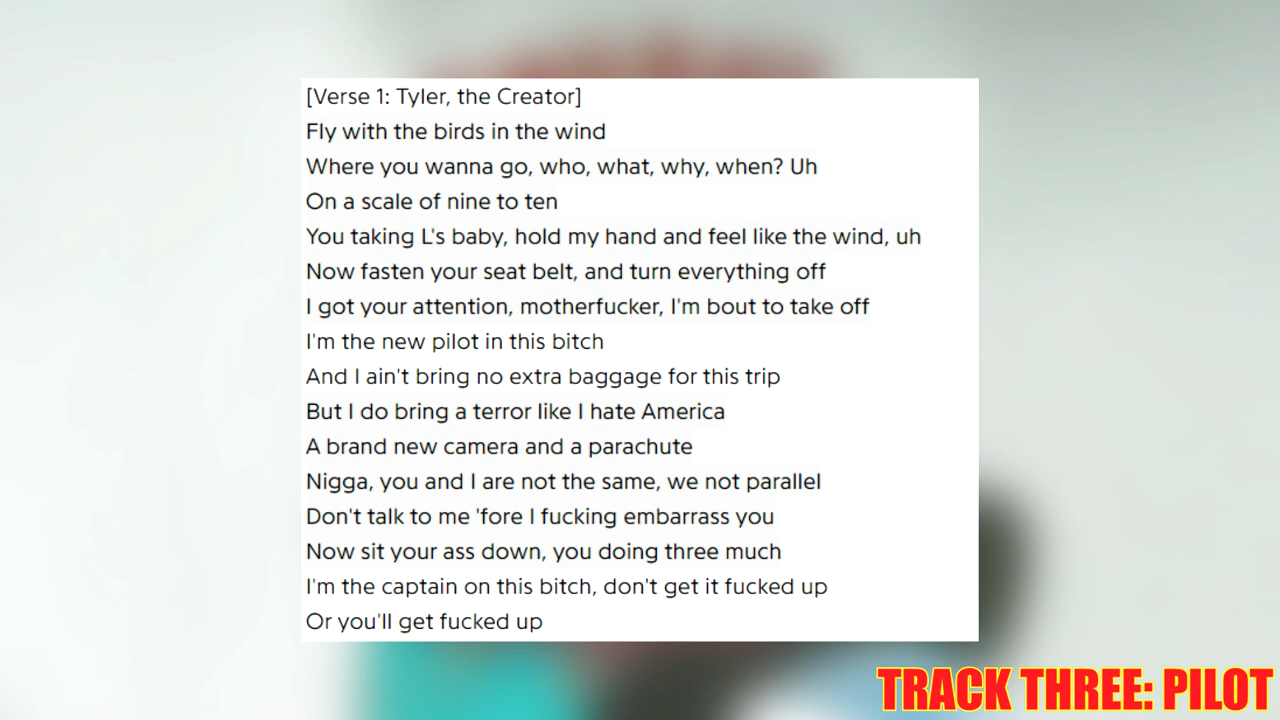 [Verse 1: Tyler, the Creator]
Fly with the birds in the wind
Where you wanna go, who, what, why, when? Uh
On a scale of nine to ten
You taking L's baby, hold my hand and feel like the wind, uh
Now fasten your seat belt, and turn everything off
I got your attention, motherfucker, I'm bout to take off
I'm the new pilot in this bitch
And I ain't bring no extra baggage for this trip
But I do bring a terror like I hate America
A brand new camera and a parachute
Nigga, you and I are not the same, we not parallel
Don't talk to me 'fore I fucking embarrass you
Now sit your ass down, you doing three much
I'm the captain on this bitch, don't get it fucked up
Or you'll get fucked up
TRACK THREE: PILOT